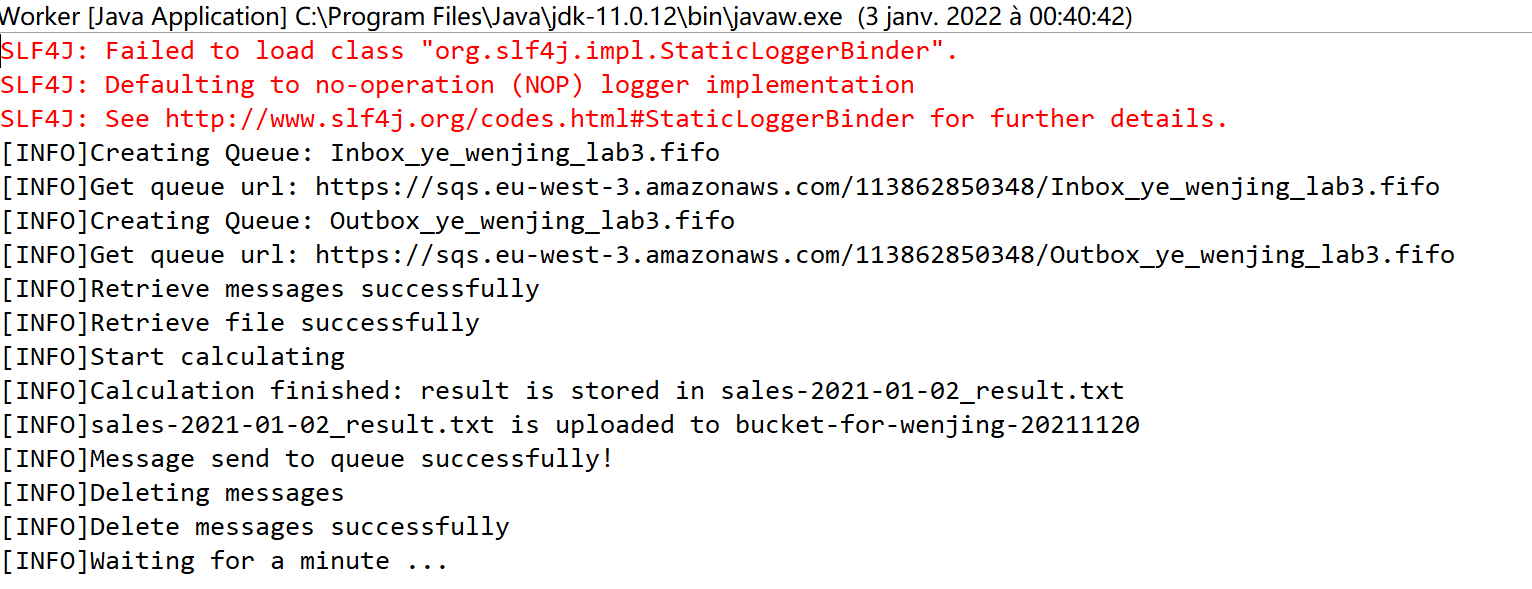 Worker [Java Application] C:\Program Files\Java\jdk-11.0.12\bin\javaw.exe (3 janv. 2022 à 00:40:42)
SLF4J: Failed to load class "org.slf4j.impl.StaticLoggerBinder".
SLF4J: Defaulting to no-operation (NOP) logger implementation
SLF4J: See http://www.slf4j.org/codes.html#StaticLoggerBinder for further details.
[INFO]Creating Queue: Inbox_ye_wenjing_lab3.fifo
[INFO]Get queue url: https://sqs.eu-west-3.amazonaws.com/113862850348/Inbox_ye_wenjing_lab3.fifo
[INFO]Creating Queue: Outbox_ye_wenjing_lab3.fifo
[INFO]Get queue url: https://sqs.eu-west-3.amazonaws.com/113862850348/Outbox_ye_wenjing_lab3.fifo
[INFO]Retrieve messages successfully
[INFO]Retrieve file successfully
[INFO]Start calculating
[INFO]Calculation finished: result is stored in sales-2021-01-02_result.txt
[INFO]sales-2021-01-02_result.txt is uploaded to bucket-for-wenjing-20211120
[INFO]Message send to queue successfully!
[INFO]Deleting messages
[INFO]Delete messages successfully
[INFO]Waiting for a minute ...